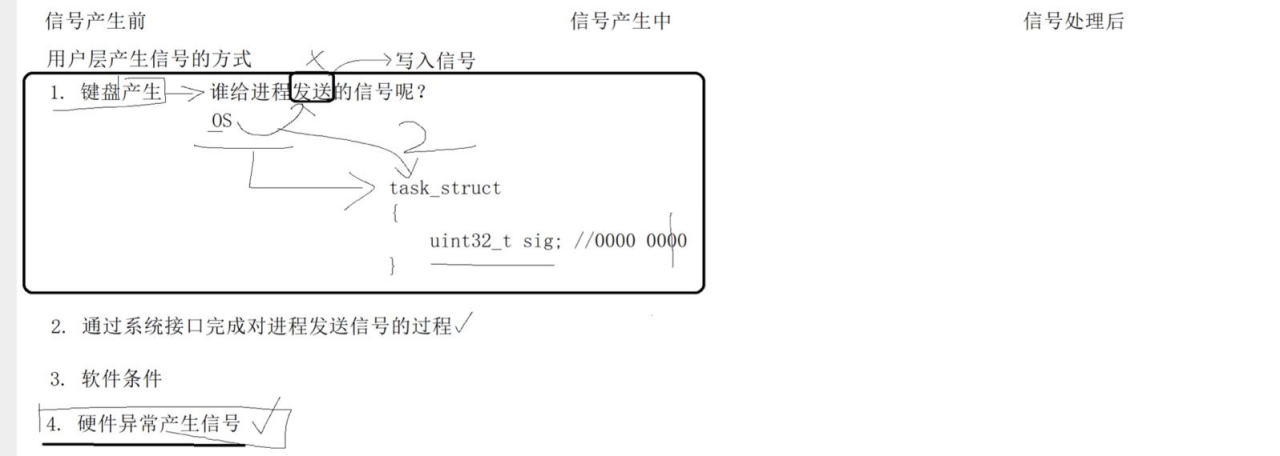 信号产生前 信号产生中 信号处理后
用户层产生信号的方式 写入信号
1. 键盘产生 谁给进程发送的信号呢?
OS
task_struct
{
uint32_t sig; //0000 0000
}
2. 通过系统接口完成对进程发送信号的过程
3. 软件条件
4. 硬件异常产生信号